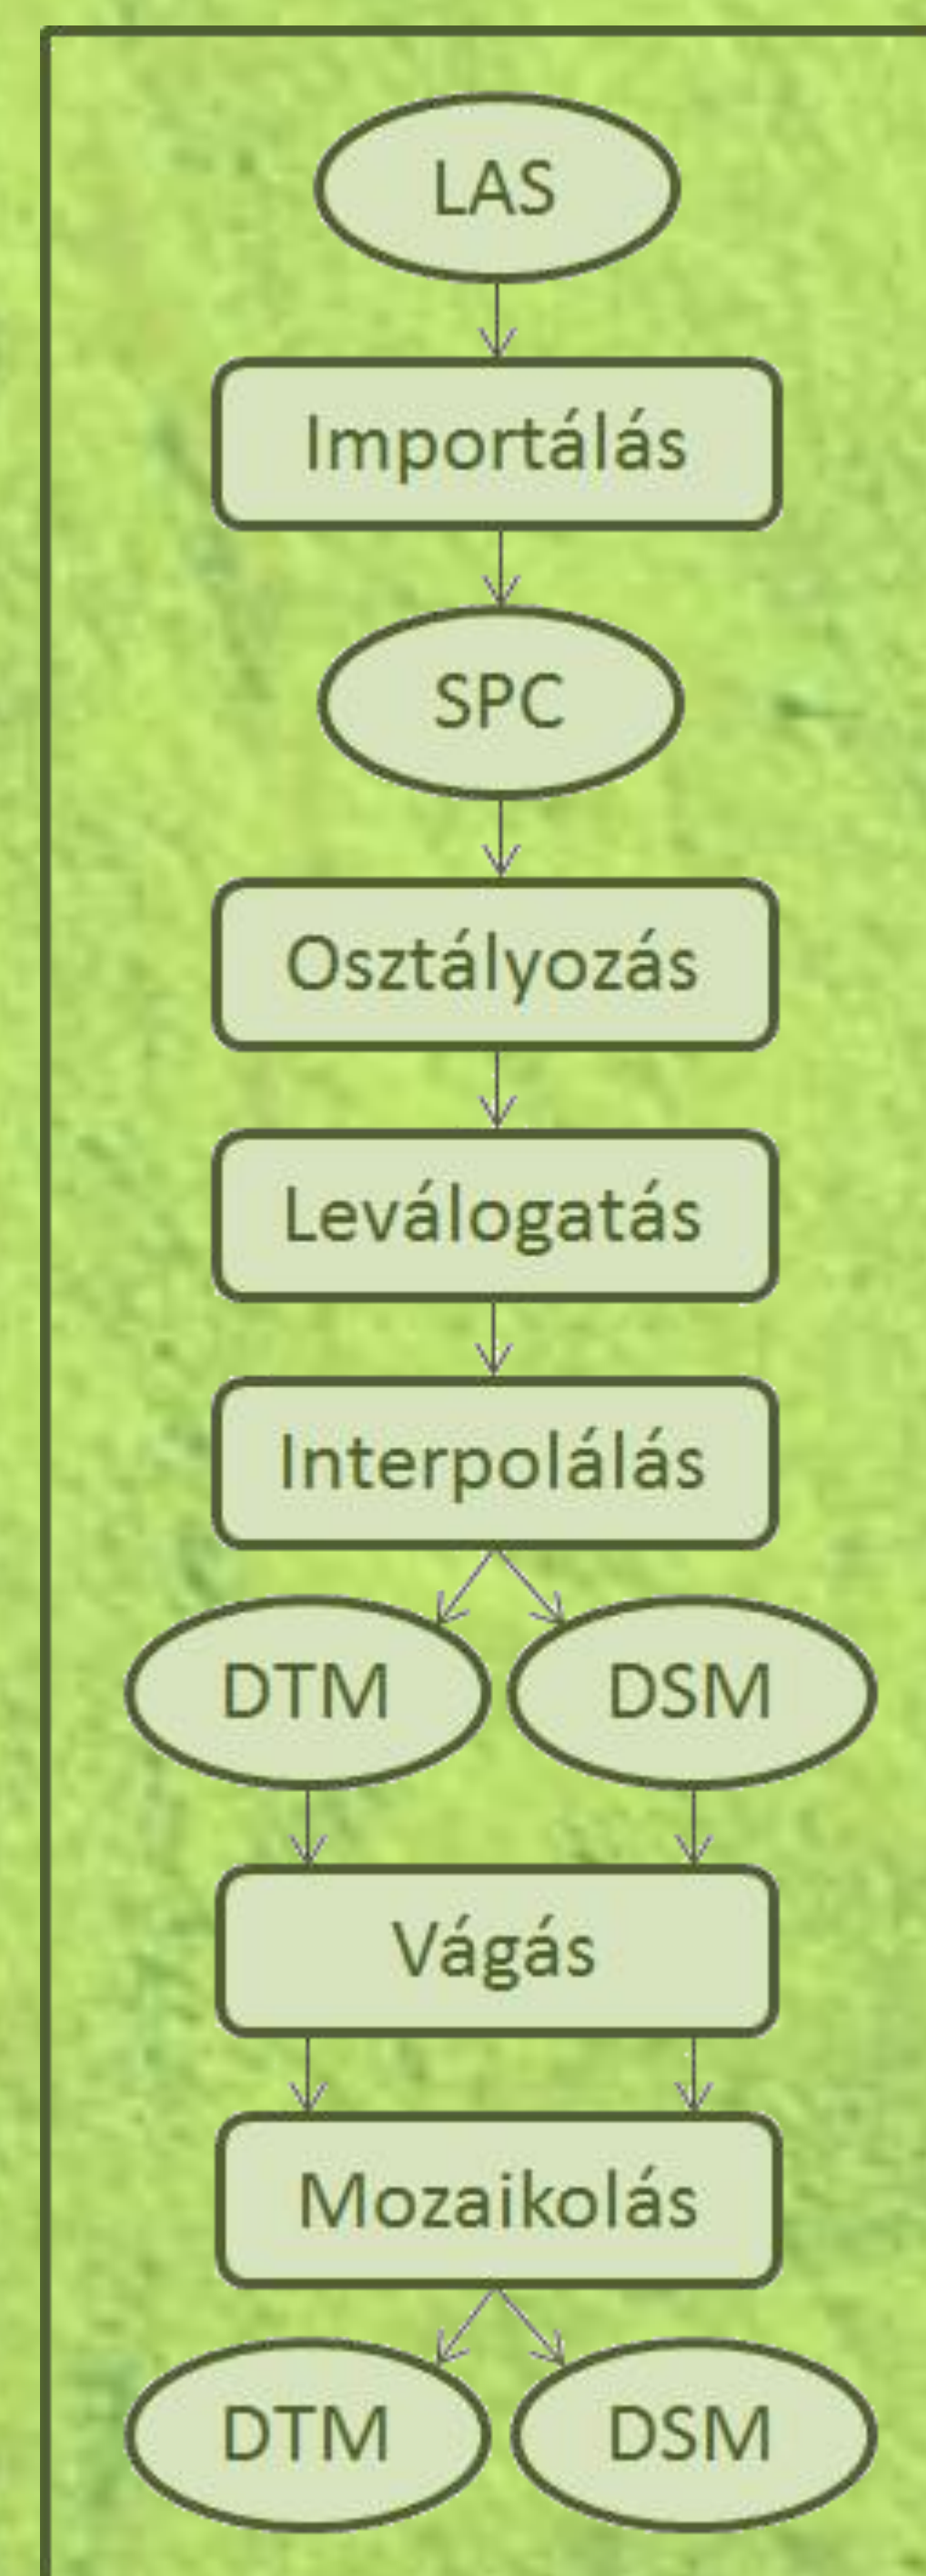 LAS
Importálás
SPC
Osztályozás
Leválogatás
Interpolálás
DTM
DSM
Vágás
Mozaikolás
DTM
DSM